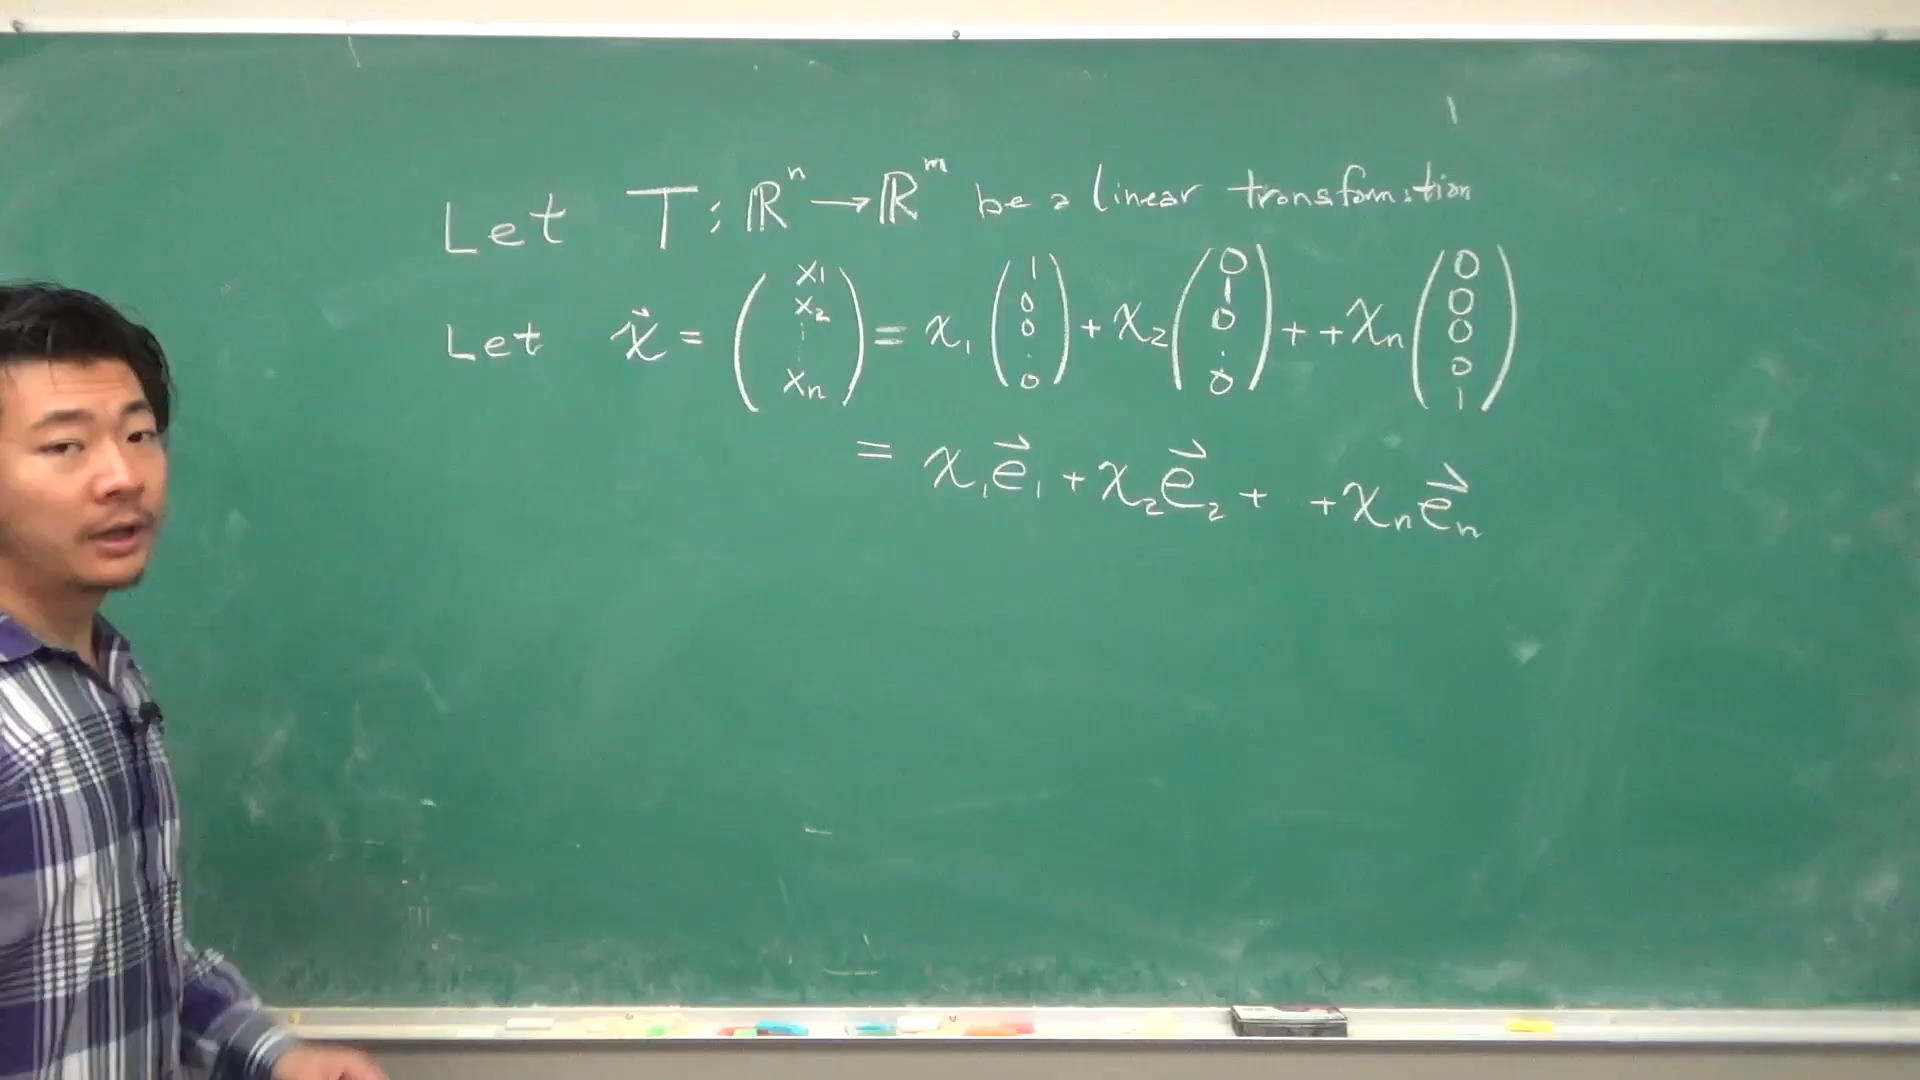 Let T : ℝⁿ → ℝᵐ be a linear transformation
Let x⃗ = (x1 x2 ⋮ xn) = x₁ (1 0 0 ⋮ 0) + x₂ (0 1 0 ⋮ 0) + + xₙ (0 0 0 0 1)
= x₁e⃗₁ + x₂e⃗₂ + + xₙe⃗ₙ